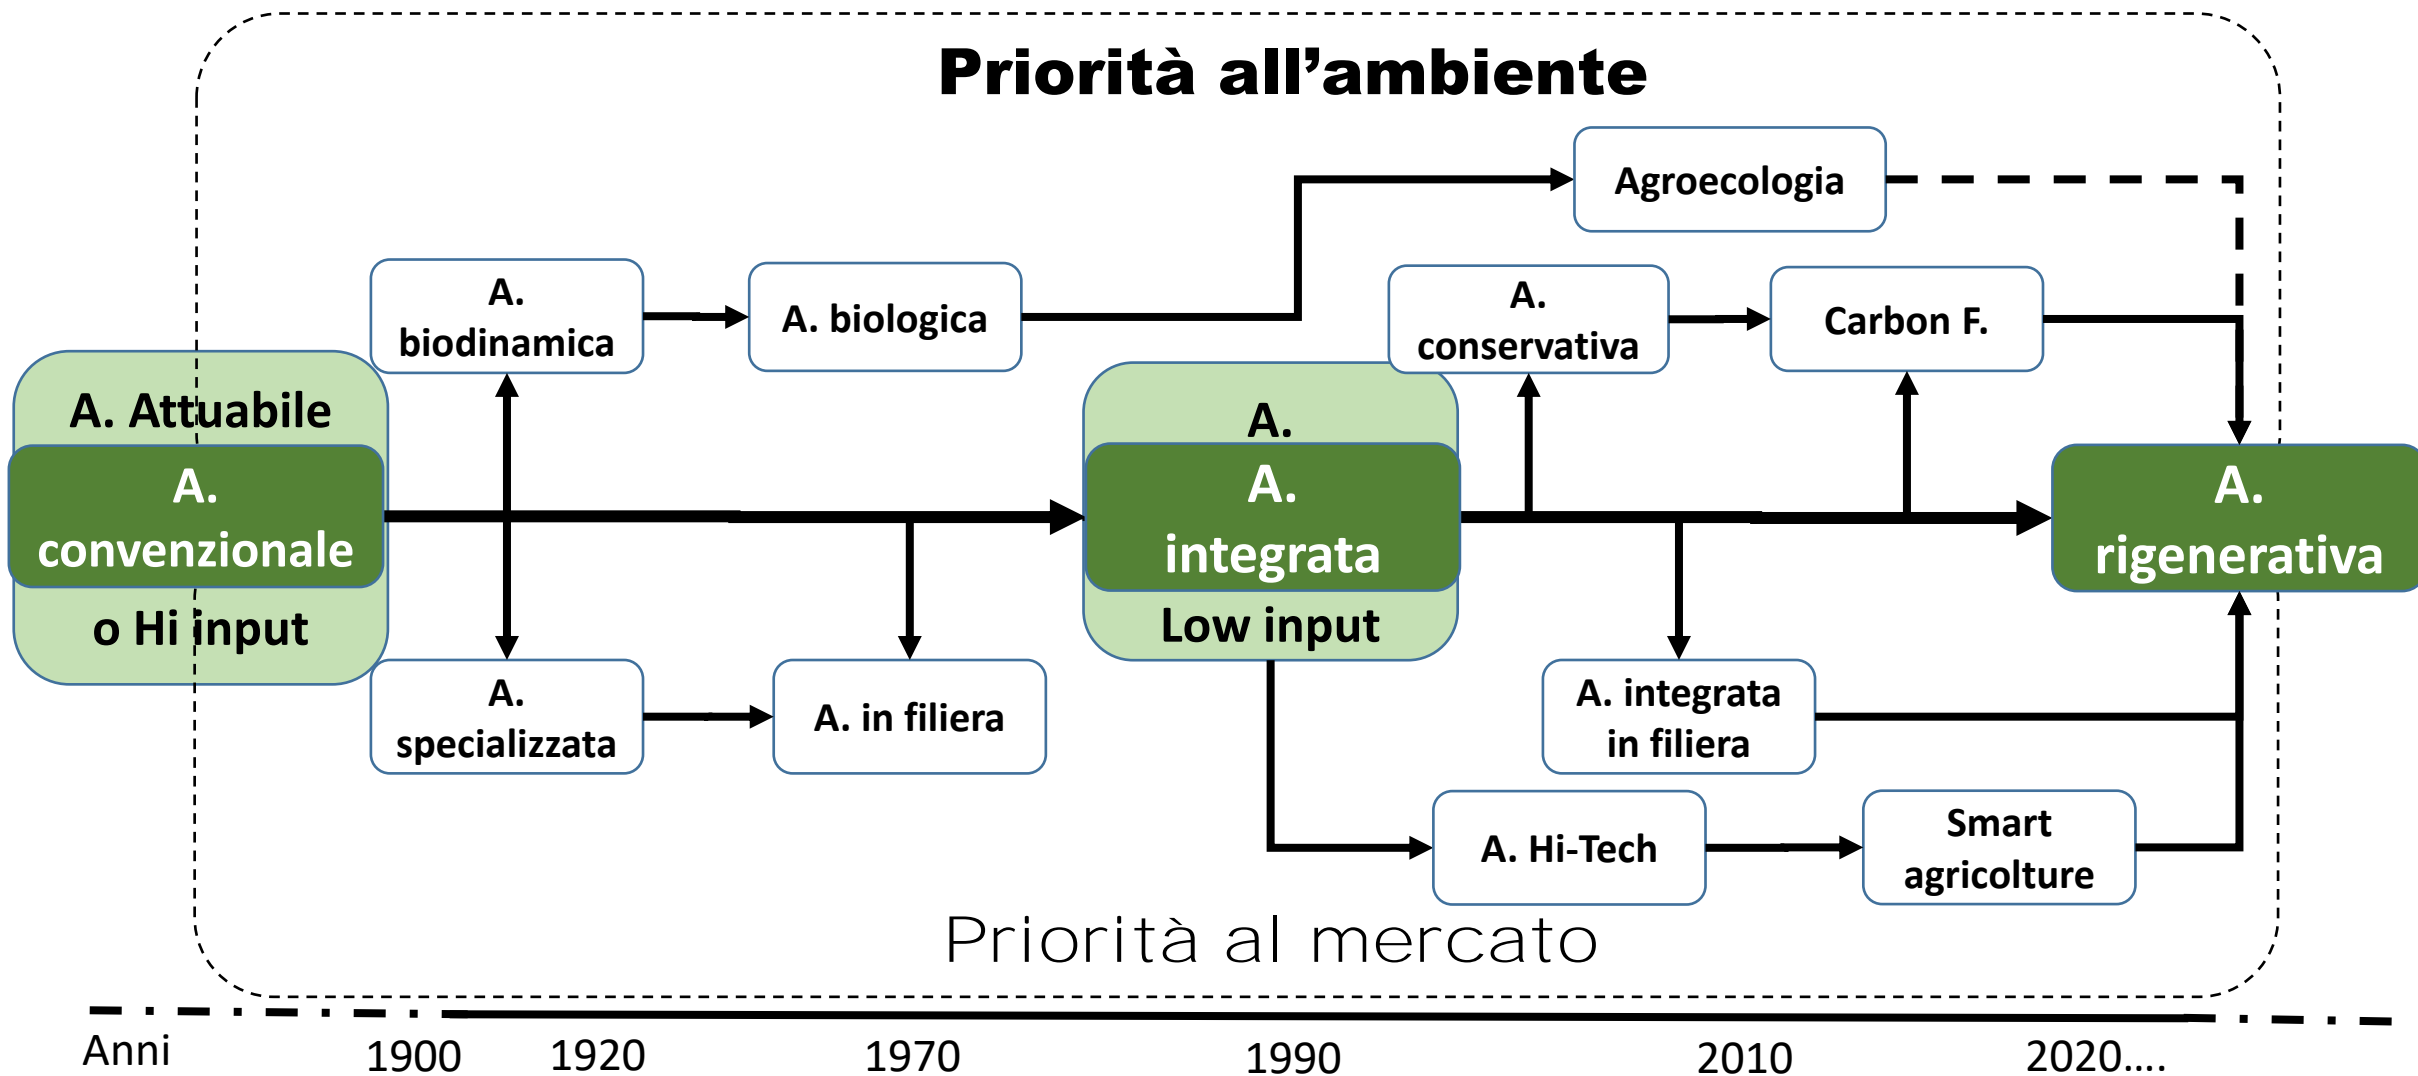 Priorità all’ambiente
Agroecologia
A.
biodinamica
A. biologica
A.
conservativa
Carbon F.
A. Attuabile
A.
convenzionale
o Hi input
A.
A.
integrata
Low input
A.
rigenerativa
A.
specializzata
A. in filiera
A. integrata
in filiera
A. Hi-Tech
Smart
agricolture
Priorità al mercato
Anni
1900
1920
1970
1990
2010
2020....